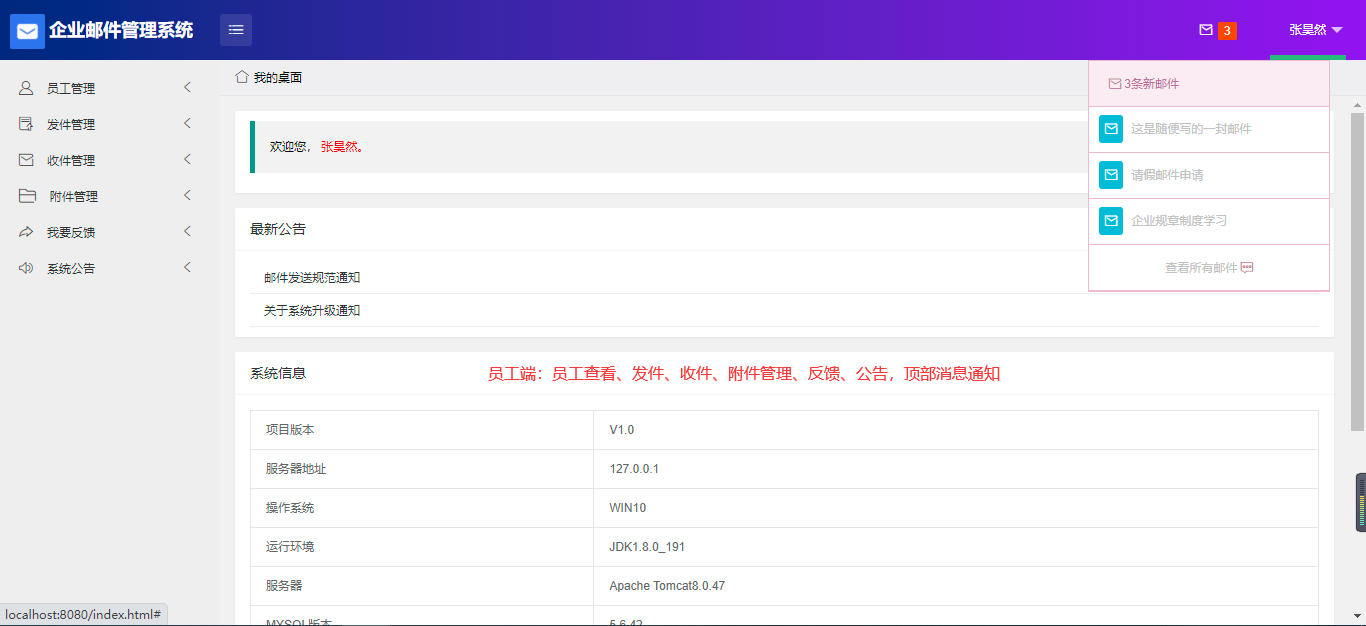 企业邮件管理系统
3
张昊然
员工管理
发件管理
收件管理
附件管理
我要反馈
系统公告
我的桌面
3条新邮件
这是随便写的一封邮件
请假邮件申请
企业规章制度学习
查看所有邮件
欢迎您, 张昊然。
最新公告
邮件发送规范通知
关于系统升级通知
系统信息
员工端：员工查看、发件、收件、附件管理、反馈、公告，顶部消息通知
项目版本 V1.0
服务器地址 127.0.0.1
操作系统 WIN10
运行环境 JDK1.8.0_191
服务器 Apache Tomcat8.0.47
MYSQL版本 5.6.42
localhost:8080/index.html#